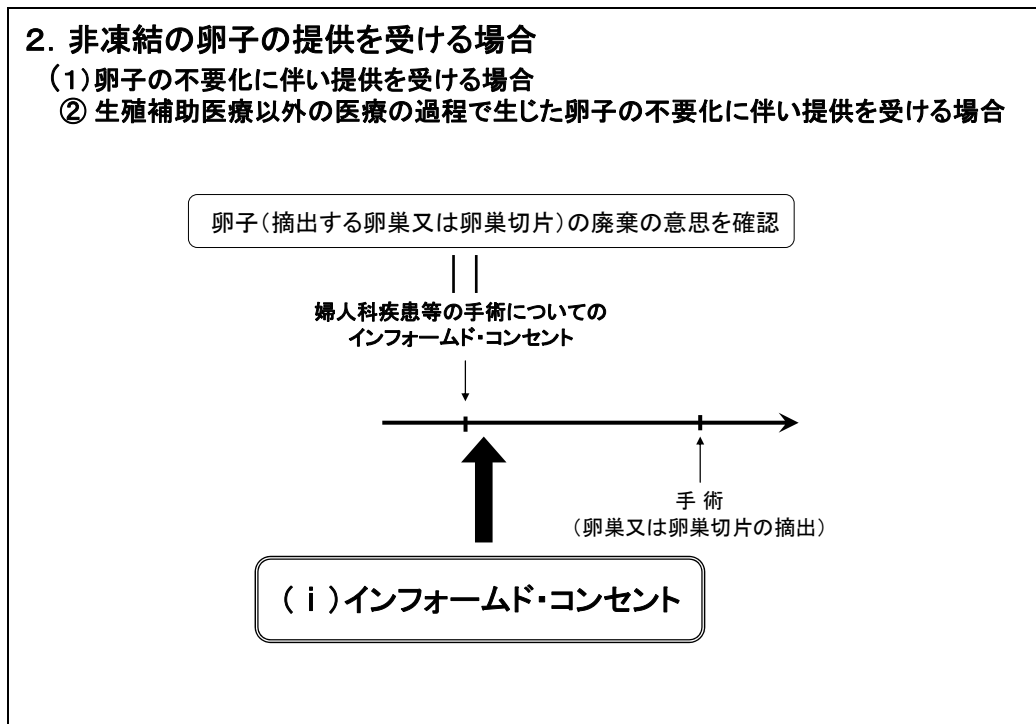 ２．非凍結の卵子の提供を受ける場合
（１）卵子の不要化に伴い提供を受ける場合
② 生殖補助医療以外の医療の過程で生じた卵子の不要化に伴い提供を受ける場合
卵子（摘出する卵巣又は卵巣切片）の廃棄の意思を確認
婦人科疾患等の手術についての
インフォームド・コンセント
手 術
（卵巣又は卵巣切片の摘出）
（ⅰ）インフォームド・コンセント